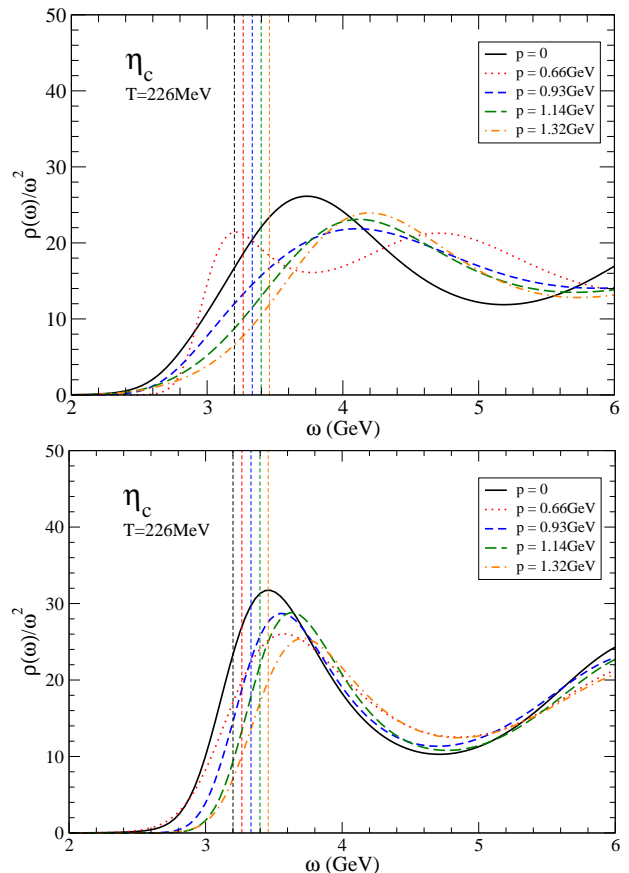 50
40
30
20
10
0
ρ(ω)/ω²
η_c
T=226MeV
p = 0
p = 0.66GeV
p = 0.93GeV
p = 1.14GeV
p = 1.32GeV
2 3 4 5 6
ω (GeV)
50
40
30
20
10
0
ρ(ω)/ω²
η_c
T=226MeV
p = 0
p = 0.66GeV
p = 0.93GeV
p = 1.14GeV
p = 1.32GeV
2 3 4 5 6
ω (GeV)